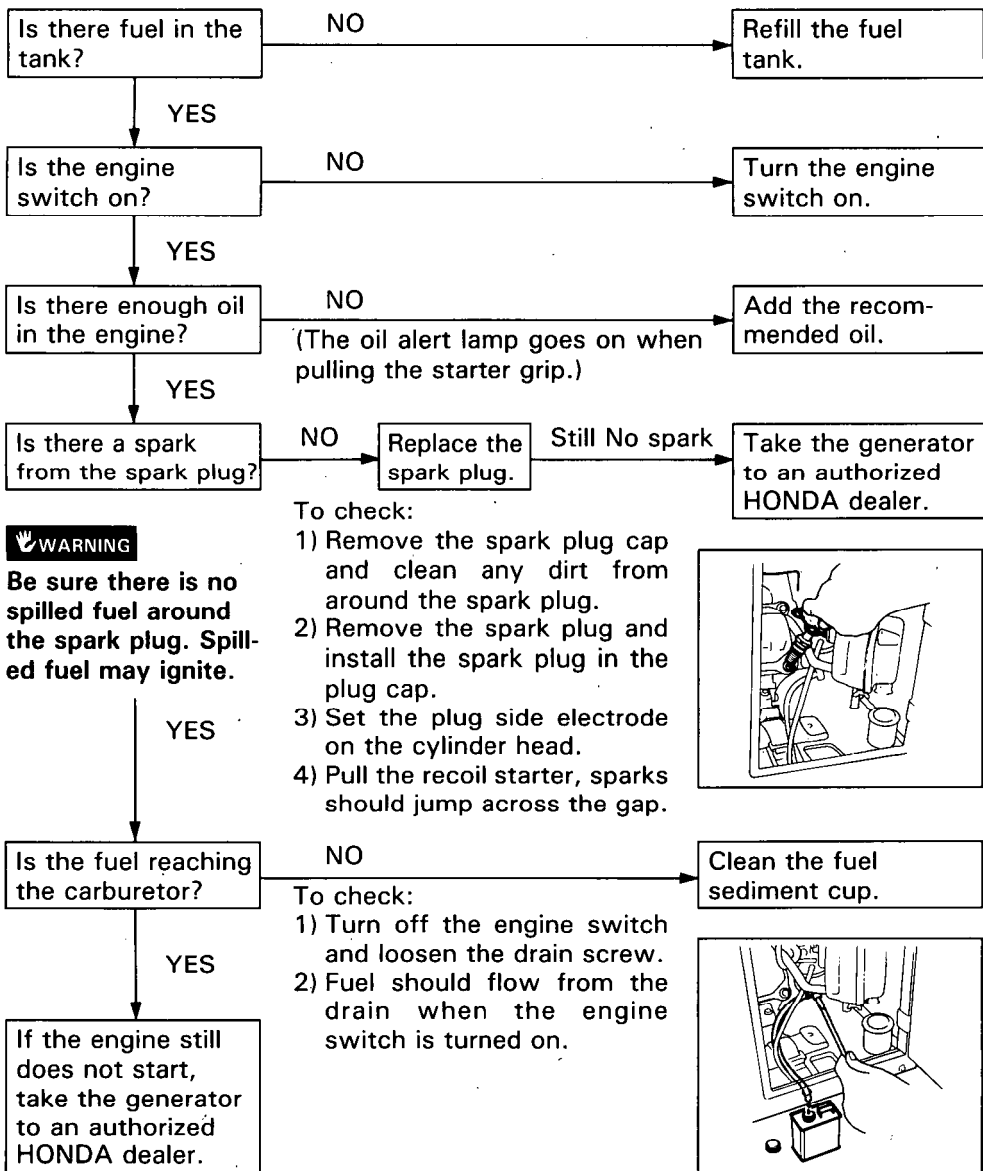 Is there fuel in the
tank?
NO
Refill the fuel
tank.
YES
Is the engine
switch on?
NO
Turn the engine
switch on.
YES
Is there enough oil
in the engine?
NO
(The oil alert lamp goes on when
pulling the starter grip.)
Add the recom-
mended oil.
YES
Is there a spark
from the spark plug?
NO
Replace the
spark plug.
Still No spark
Take the generator
to an authorized
HONDA dealer.
WARNING
Be sure there is no
spilled fuel around
the spark plug. Spill-
ed fuel may ignite.
To check:
1) Remove the spark plug cap
and clean any dirt from
around the spark plug.
2) Remove the spark plug and
install the spark plug in the
plug cap.
3) Set the plug side electrode
on the cylinder head.
4) Pull the recoil starter, sparks
should jump across the gap.
YES
Is the fuel reaching
the carburetor?
NO
Clean the fuel
sediment cup.
To check:
1) Turn off the engine switch
and loosen the drain screw.
2) Fuel should flow from the
drain when the engine
switch is turned on.
YES
If the engine still
does not start,
take the generator
to an authorized
HONDA dealer.